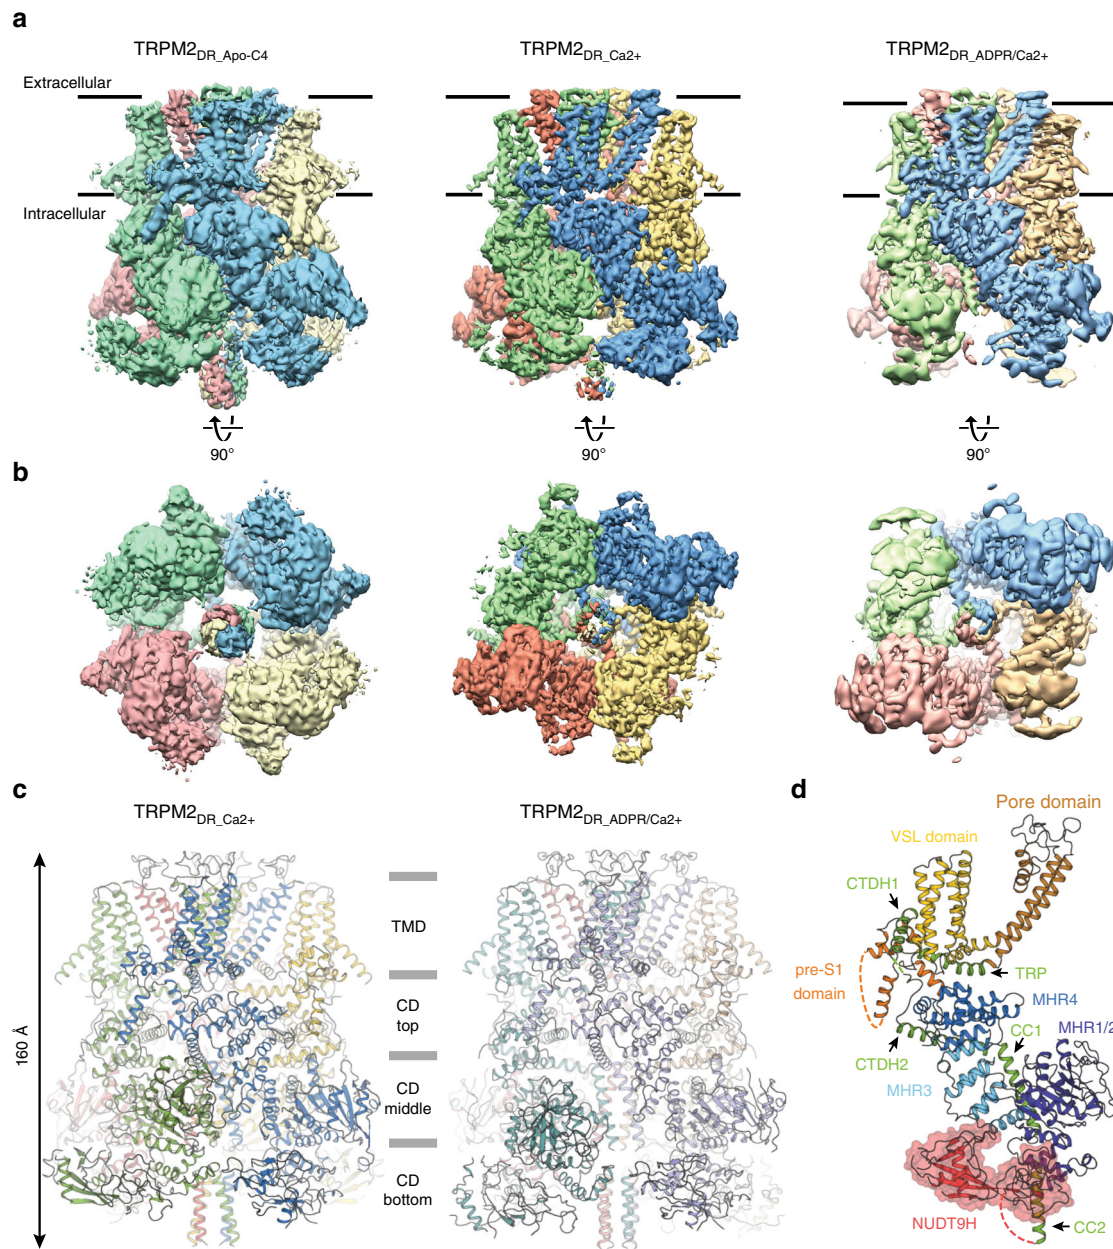 a
TRPM2DR_Apo-C4
TRPM2DR_Ca2+
TRPM2DR_ADPR/Ca2+
Extracellular
Intracellular
90°
90°
90°
b
c
TRPM2DR_Ca2+
TRPM2DR_ADPR/Ca2+
160 Å
TMD
CD
top
CD
middle
CD
bottom
d
Pore domain
VSL domain
CTDH1
pre-S1
domain
TRP
MHR4
CC1
MHR1/2
CTDH2
MHR3
NUDT9H
CC2